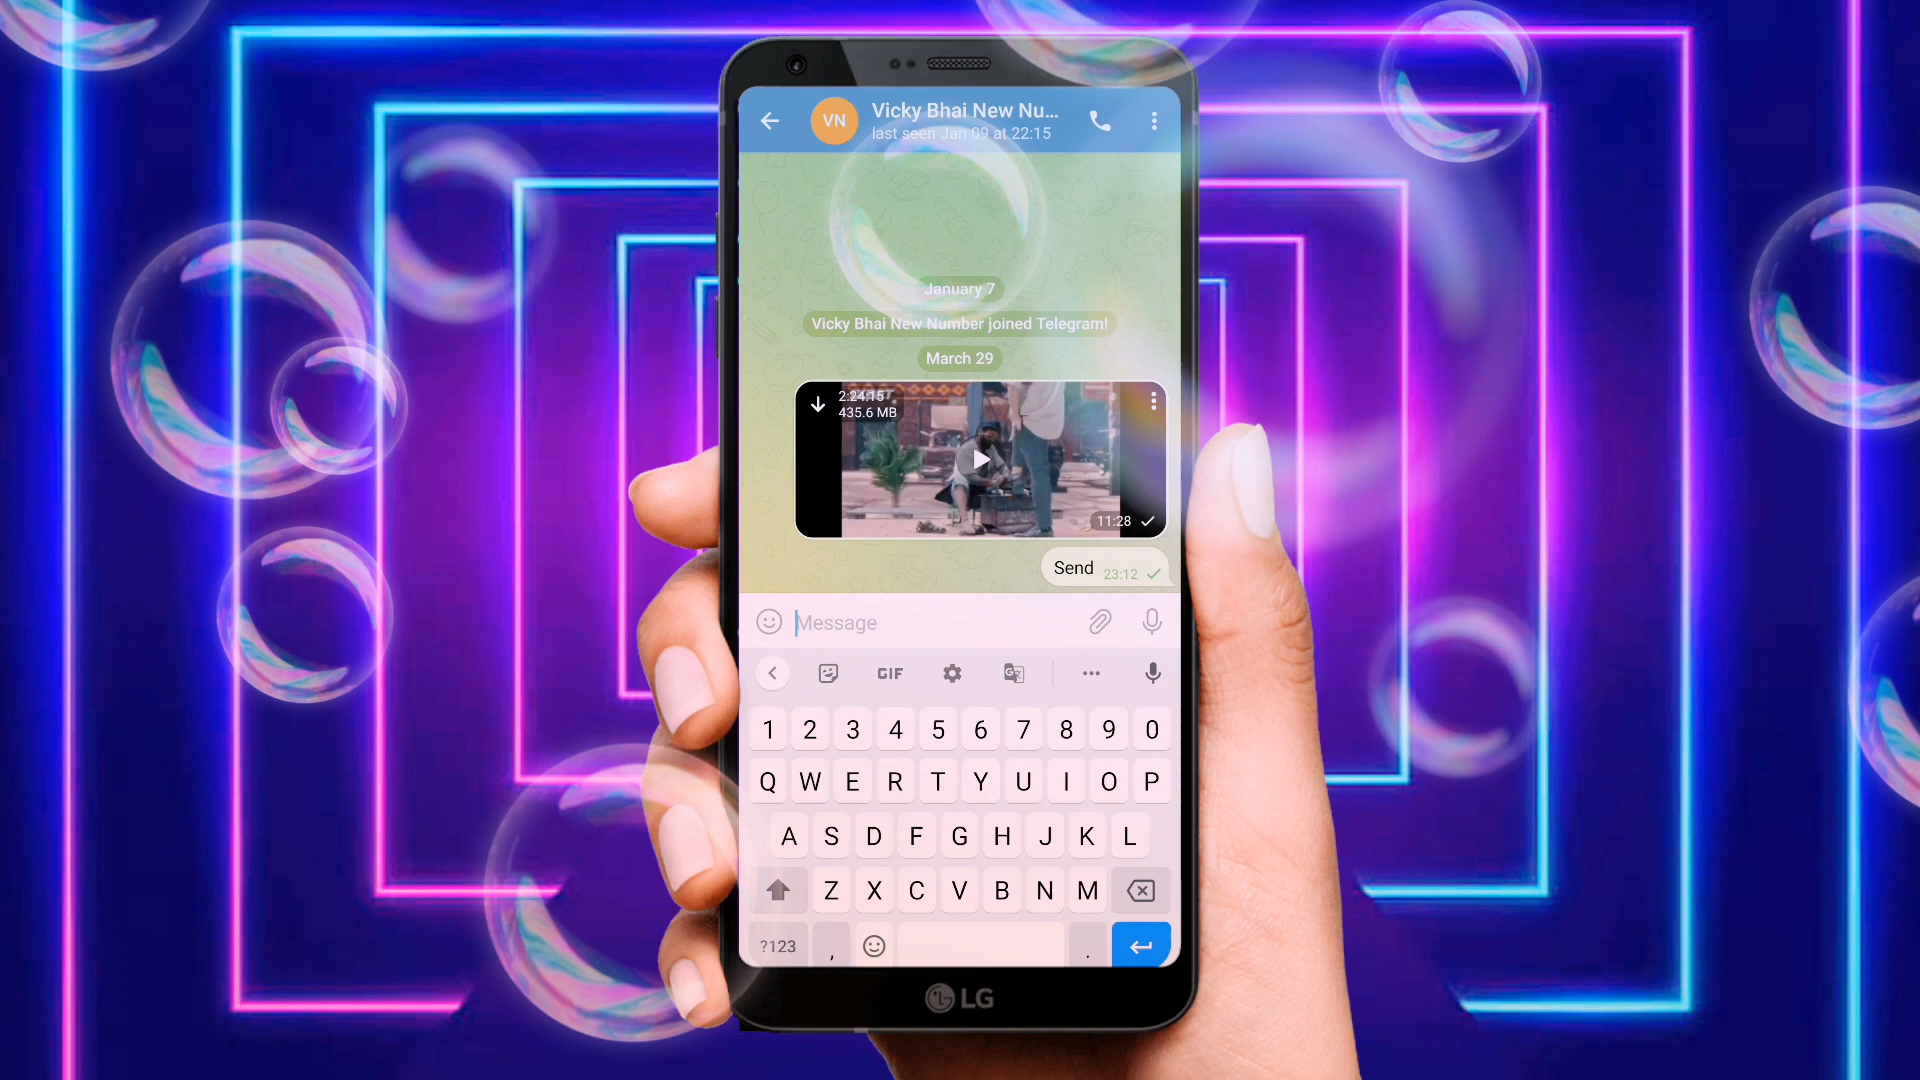 VN
Vicky Bhai New Nu...
last seen Jan 09 at 22:15
January 7
Vicky Bhai New Number joined Telegram!
March 29
2:24:15
435.6 MB
11:28
Send 23:12
Message
GIF
1 2 3 4 5 6 7 8 9 0
Q W E R T Y U I O P
A S D F G H J K L
Z X C V B N M
?123 , .
LG